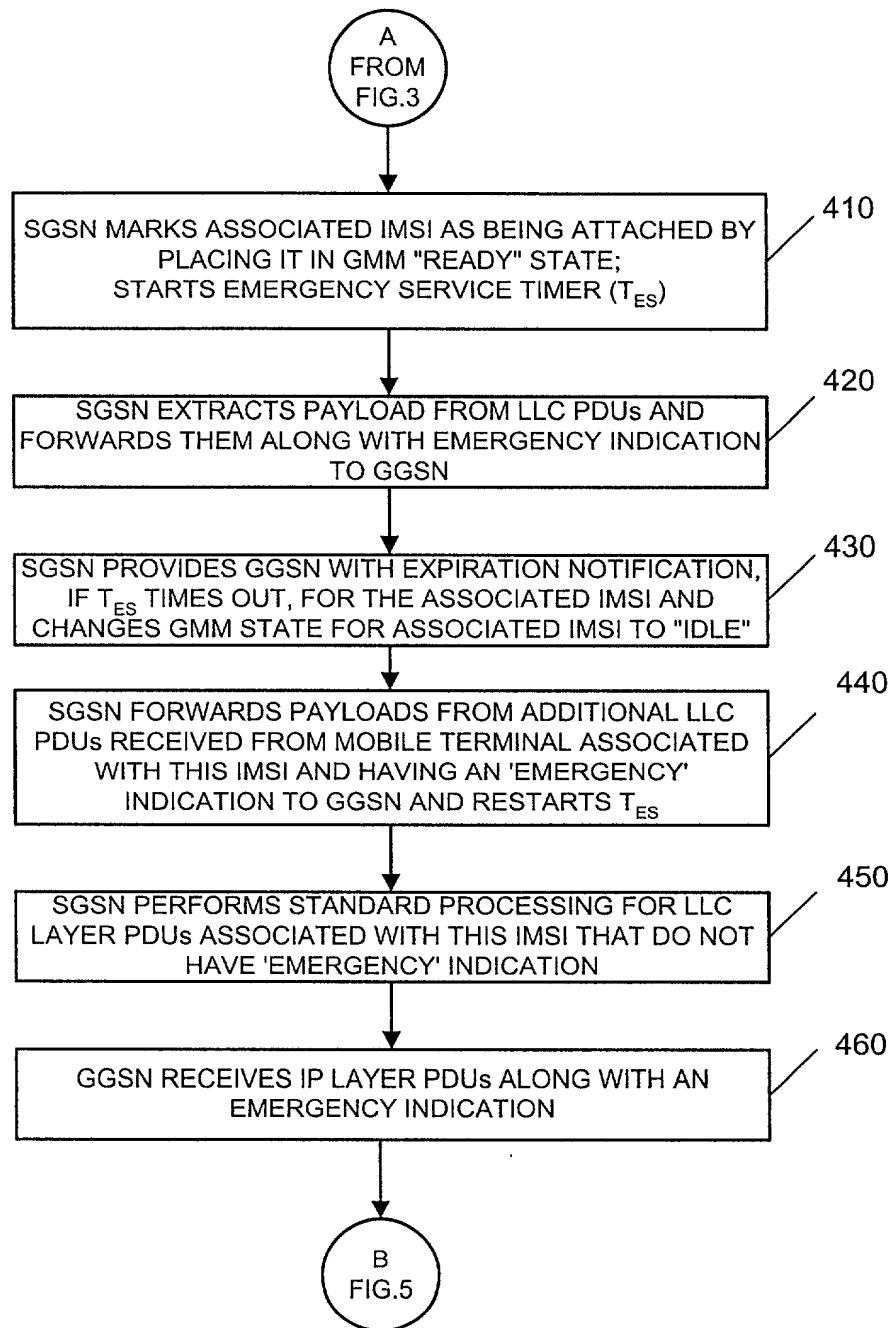 A
FROM
FIG.3
SGSN MARKS ASSOCIATED IMSI AS BEING ATTACHED BY
PLACING IT IN GMM "READY" STATE;
STARTS EMERGENCY SERVICE TIMER (TES)
410
SGSN EXTRACTS PAYLOAD FROM LLC PDUs AND
FORWARDS THEM ALONG WITH EMERGENCY INDICATION
TO GGSN
420
SGSN PROVIDES GGSN WITH EXPIRATION NOTIFICATION,
IF TES TIMES OUT, FOR THE ASSOCIATED IMSI AND
CHANGES GMM STATE FOR ASSOCIATED IMSI TO "IDLE"
430
SGSN FORWARDS PAYLOADS FROM ADDITIONAL LLC
PDUs RECEIVED FROM MOBILE TERMINAL ASSOCIATED
WITH THIS IMSI AND HAVING AN 'EMERGENCY'
INDICATION TO GGSN AND RESTARTS TES
440
SGSN PERFORMS STANDARD PROCESSING FOR LLC
LAYER PDUs ASSOCIATED WITH THIS IMSI THAT DO NOT
HAVE 'EMERGENCY' INDICATION
450
GGSN RECEIVES IP LAYER PDUs ALONG WITH AN
EMERGENCY INDICATION
460
B
FIG.5